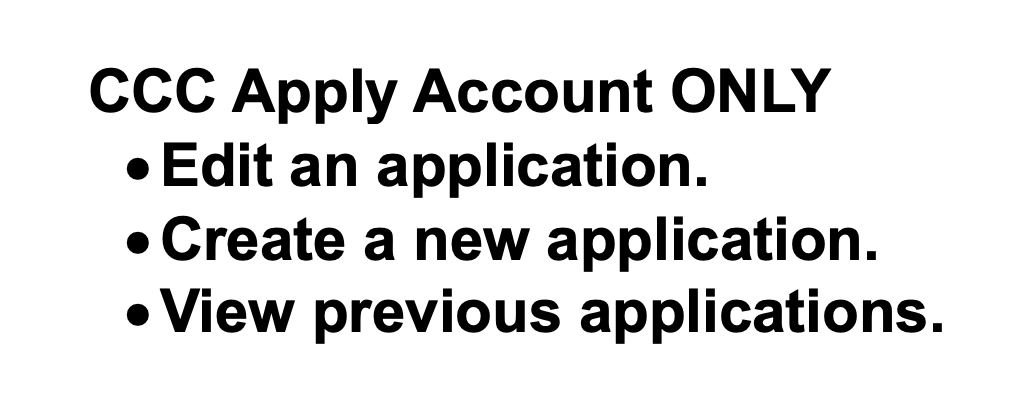 CCC Apply Account ONLY
• Edit an application.
• Create a new application.
• View previous applications.